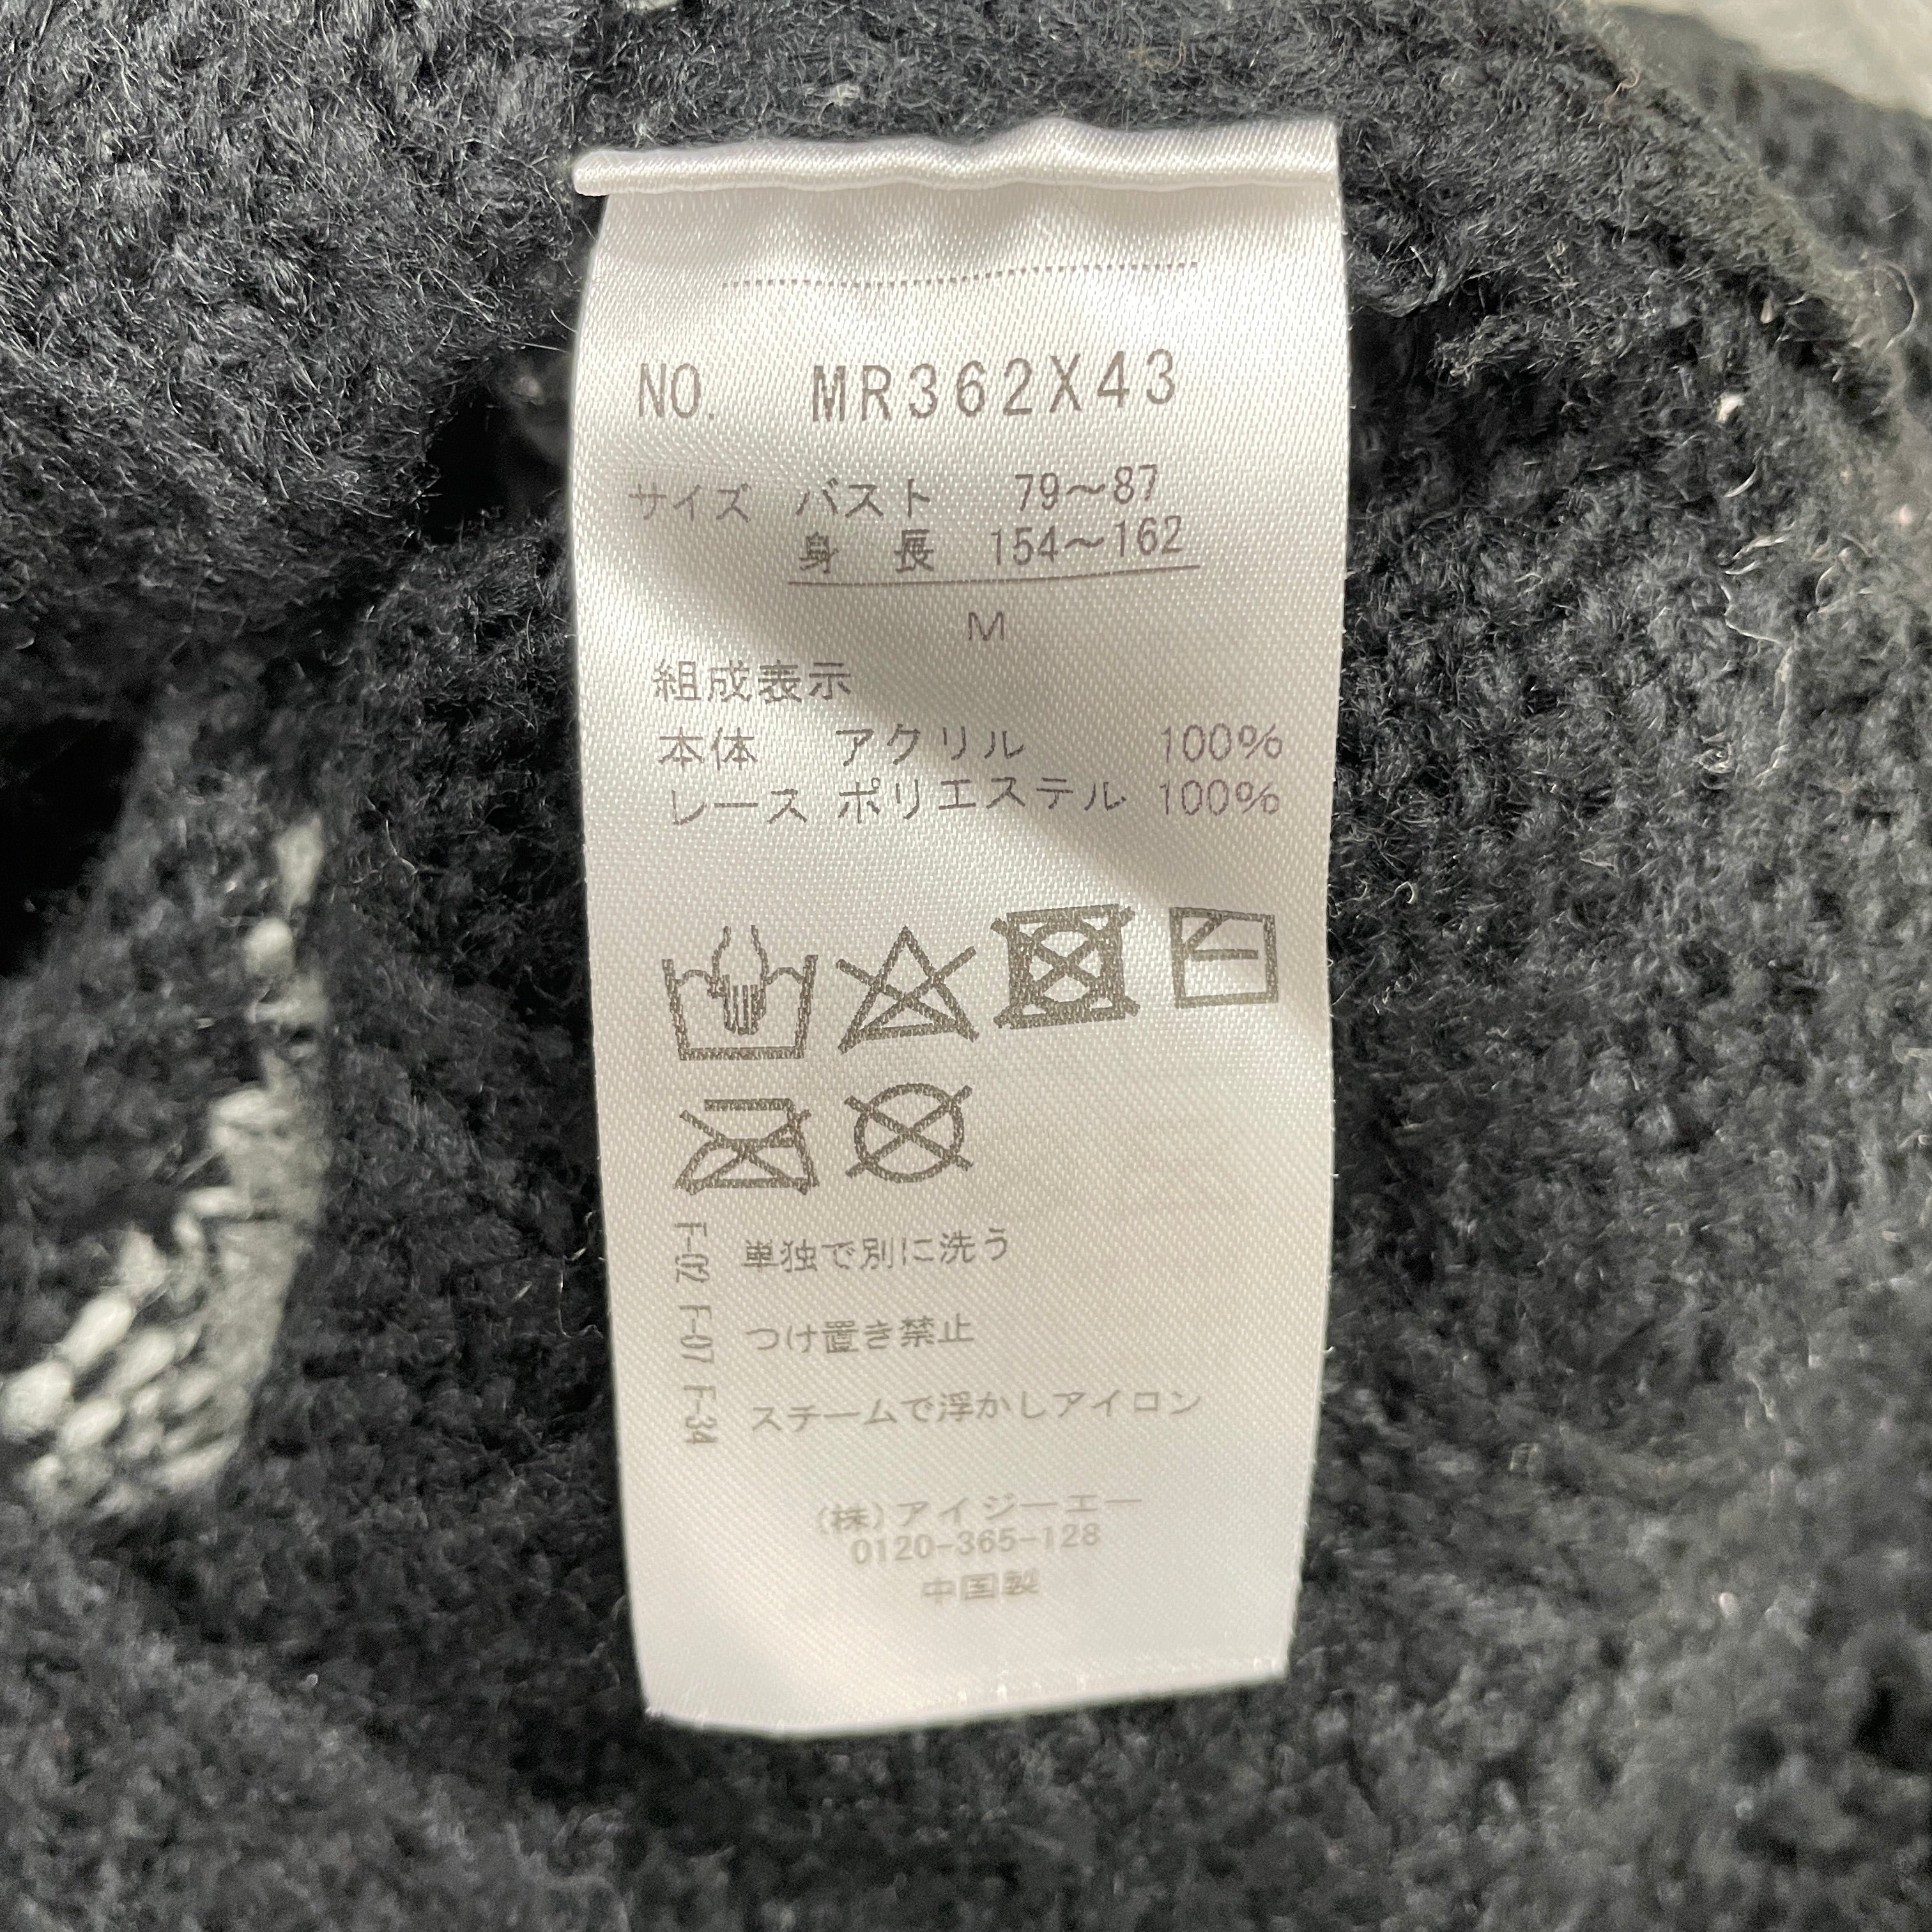 NO. MR362X43
サイズ バスト 79〜87
身長 154〜162
M
組成表示
本体 アクリル 100%
レース ポリエステル 100%
F-02 F-07 F-34
単独で別に洗う
つけ置き禁止
スチームで浮かしアイロン
(株)アイジーエー
0120-365-128
中国製